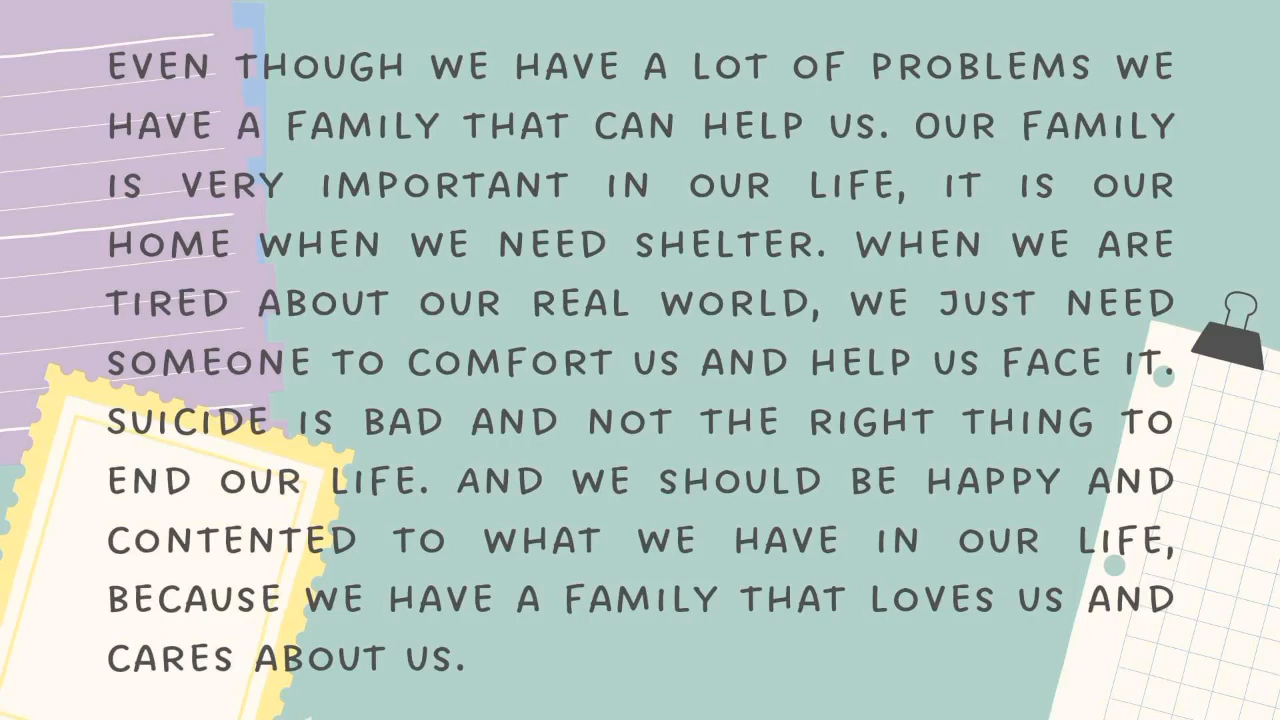 EVEN THOUGH WE HAVE A LOT OF PROBLEMS WE
HAVE A FAMILY THAT CAN HELP US. OUR FAMILY
IS VERY IMPORTANT IN OUR LIFE, IT IS OUR
HOME WHEN WE NEED SHELTER. WHEN WE ARE
TIRED ABOUT OUR REAL WORLD, WE JUST NEED
SOMEONE TO COMFORT US AND HELP US FACE IT.
SUICIDE IS BAD AND NOT THE RIGHT THING TO
END OUR LIFE. AND WE SHOULD BE HAPPY AND
CONTENTED TO WHAT WE HAVE IN OUR LIFE,
BECAUSE WE HAVE A FAMILY THAT LOVES US AND
CARES ABOUT US.